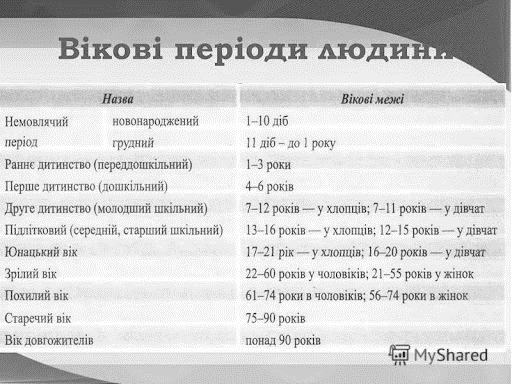 Вікові періоди людини
Назва Вікові межі
Немовлячий новонароджений 1–10 діб
період грудний 11 діб – до 1 року
Раннє дитинство (переддошкільний) 1–3 роки
Перше дитинство (дошкільний) 4–6 років
Друге дитинство (молодший шкільний) 7–12 років — у хлопців; 7–11 років — у дівчат
Підлітковий (середній, старший шкільний) 13–16 років — у хлопців; 12–15 років — у дівчат
Юнацький вік 17–21 рік — у хлопців; 16–20 років — у дівчат
Зрілий вік 22–60 років у чоловіків; 21–55 років у жінок
Похилий вік 61–74 роки в чоловіків; 56–74 роки в жінок
Старечий вік 75–90 років
Вік довгожителів понад 90 років
MyShared